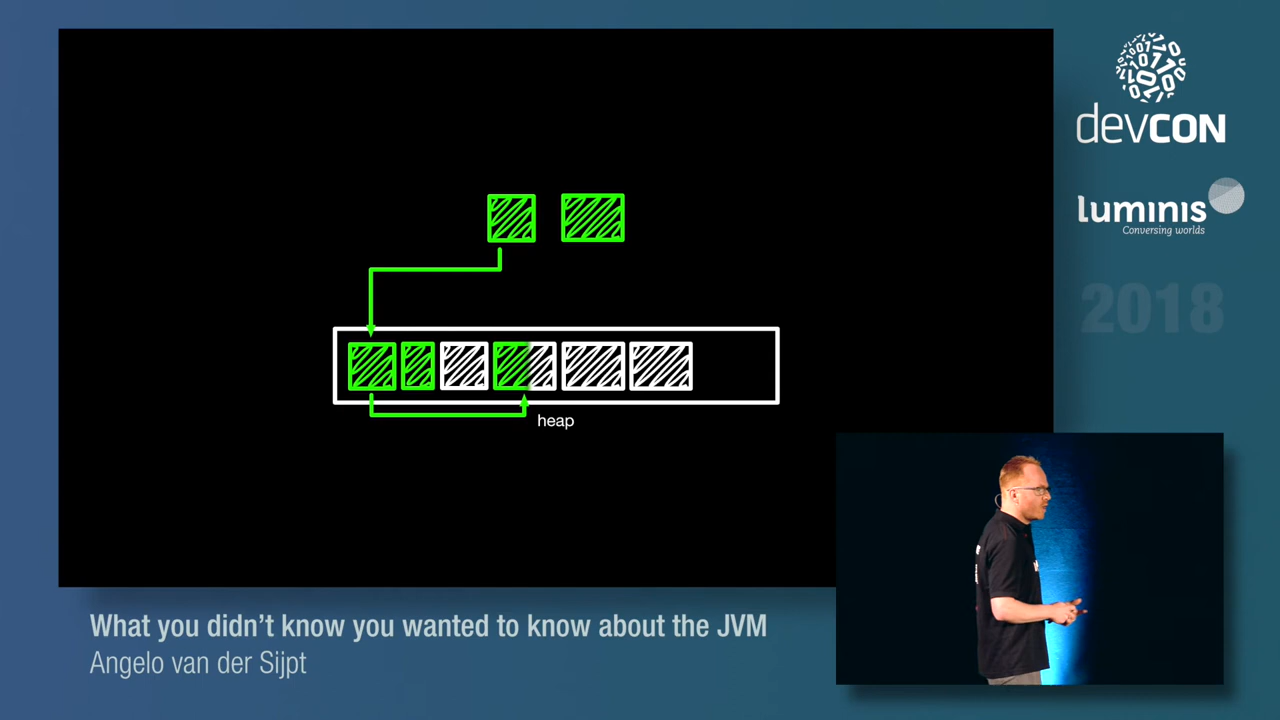 devCON
luminis
Conversing worlds
2018
heap
What you didn't know you wanted to know about the JVM
Angelo van der Sijpt